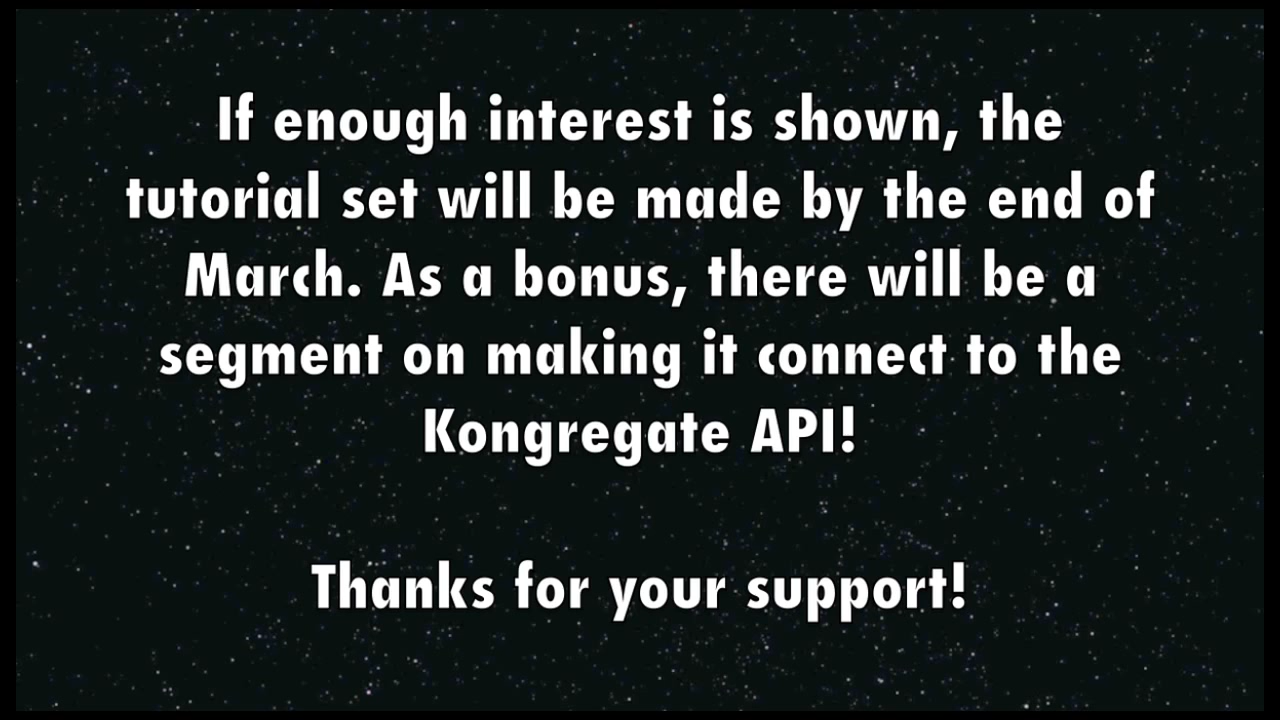 If enough interest is shown, the
tutorial set will be made by the end of
March. As a bonus, there will be a
segment on making it connect to the
Kongregate API!
Thanks for your support!